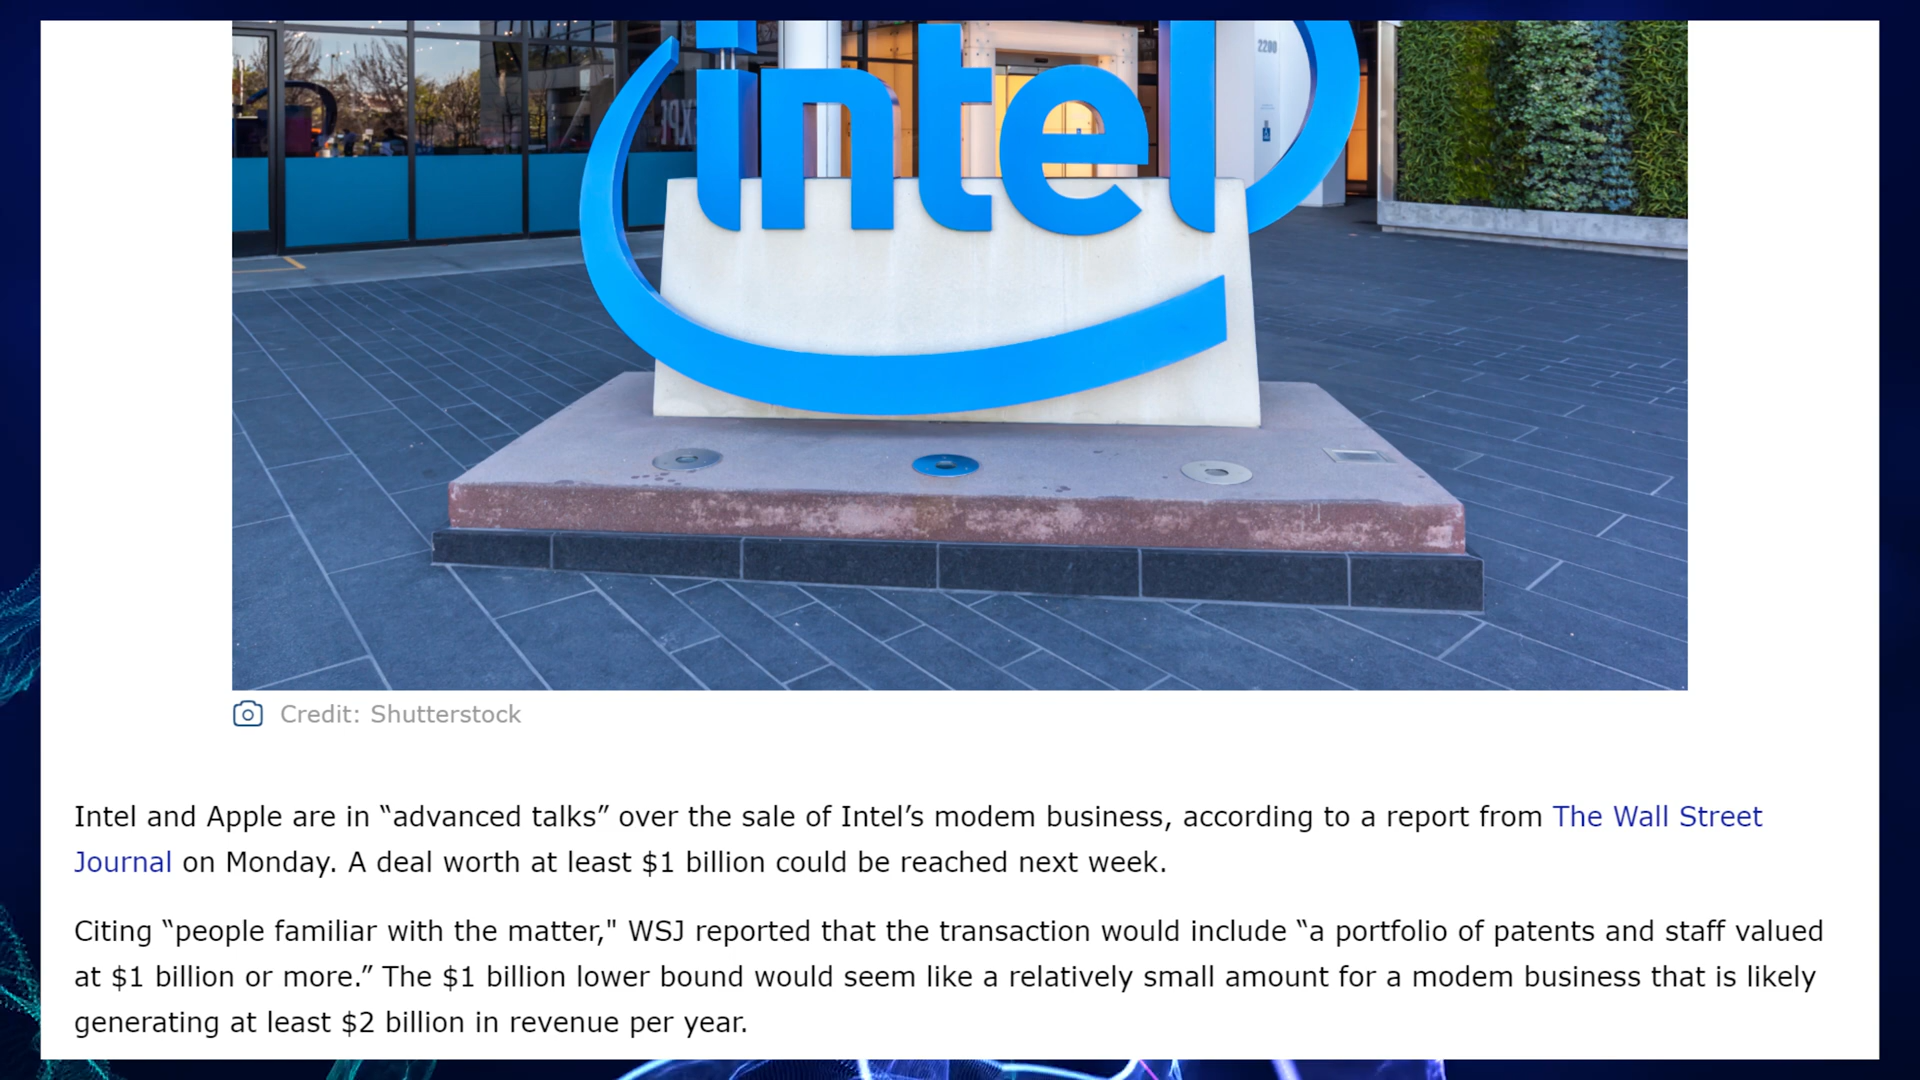 2200
intel
Credit: Shutterstock
Intel and Apple are in “advanced talks” over the sale of Intel’s modem business, according to a report from The Wall Street
Journal on Monday. A deal worth at least $1 billion could be reached next week.
Citing “people familiar with the matter," WSJ reported that the transaction would include “a portfolio of patents and staff valued
at $1 billion or more.” The $1 billion lower bound would seem like a relatively small amount for a modem business that is likely
generating at least $2 billion in revenue per year.